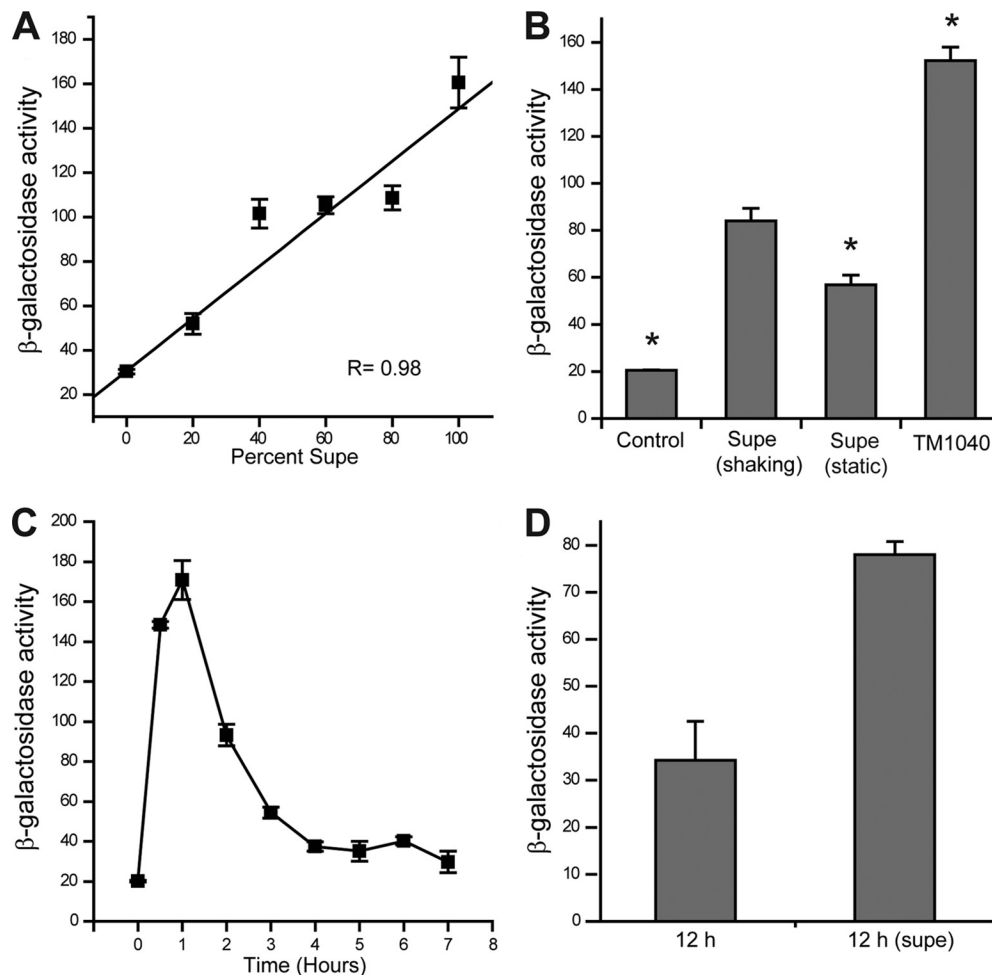 A
β-galactosidase activity
180
160
140
120
100
80
60
40
20
R= 0.98
0 20 40 60 80 100
Percent Supe
B
β-galactosidase activity
160
140
120
100
80
60
40
20
0
* * *
Control Supe (shaking) Supe (static) TM1040
C
β-galactosidase activity
200
180
160
140
120
100
80
60
40
20
0
0 1 2 3 4 5 6 7 8
Time (Hours)
D
β-galactosidase activity
80
70
60
50
40
30
20
10
0
12 h 12 h (supe)